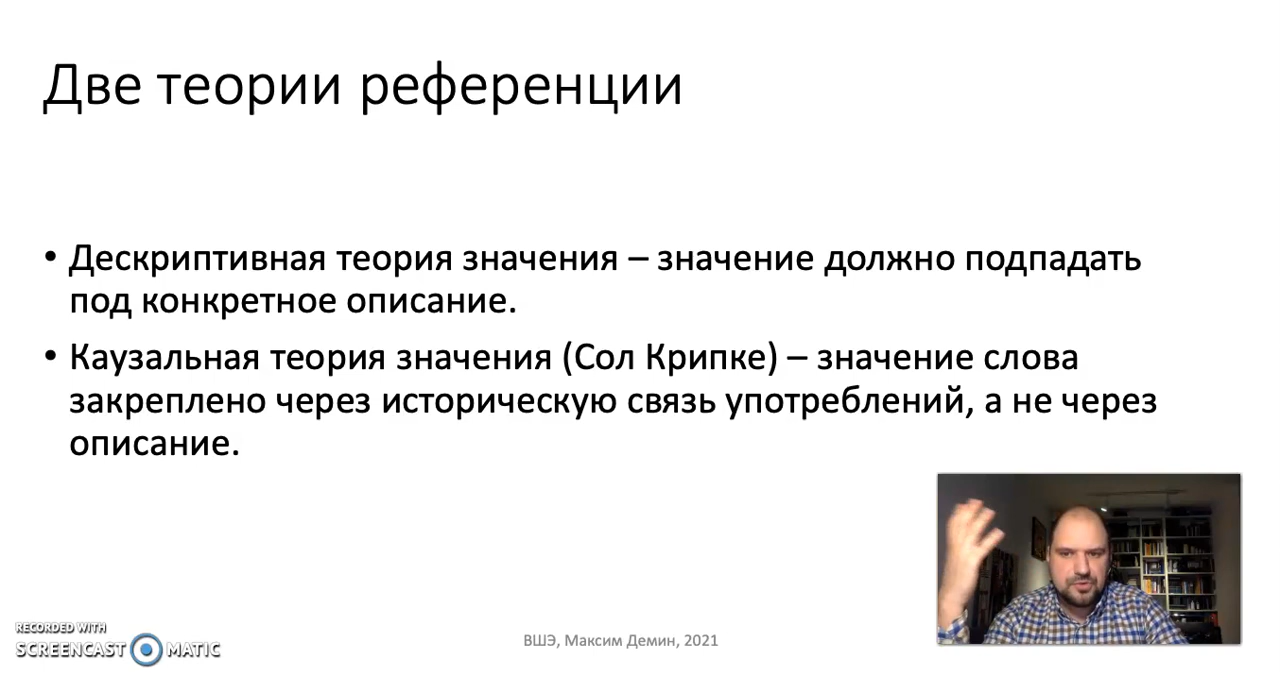 Две теории референции
• Дескриптивная теория значения – значение должно подпадать
под конкретное описание.
• Каузальная теория значения (Сол Крипке) – значение слова
закреплено через историческую связь употреблений, а не через
описание.
RECORDED WITH
SCREENCAST MATIC
ВШЭ, Максим Демин, 2021